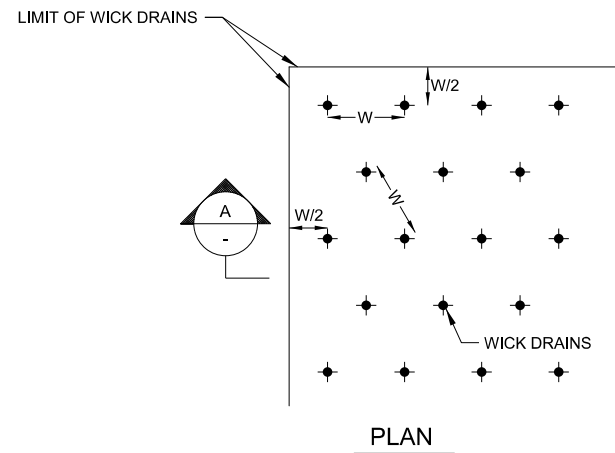 LIMIT OF WICK DRAINS
W/2
W
W
A
W/2
-
WICK DRAINS
PLAN